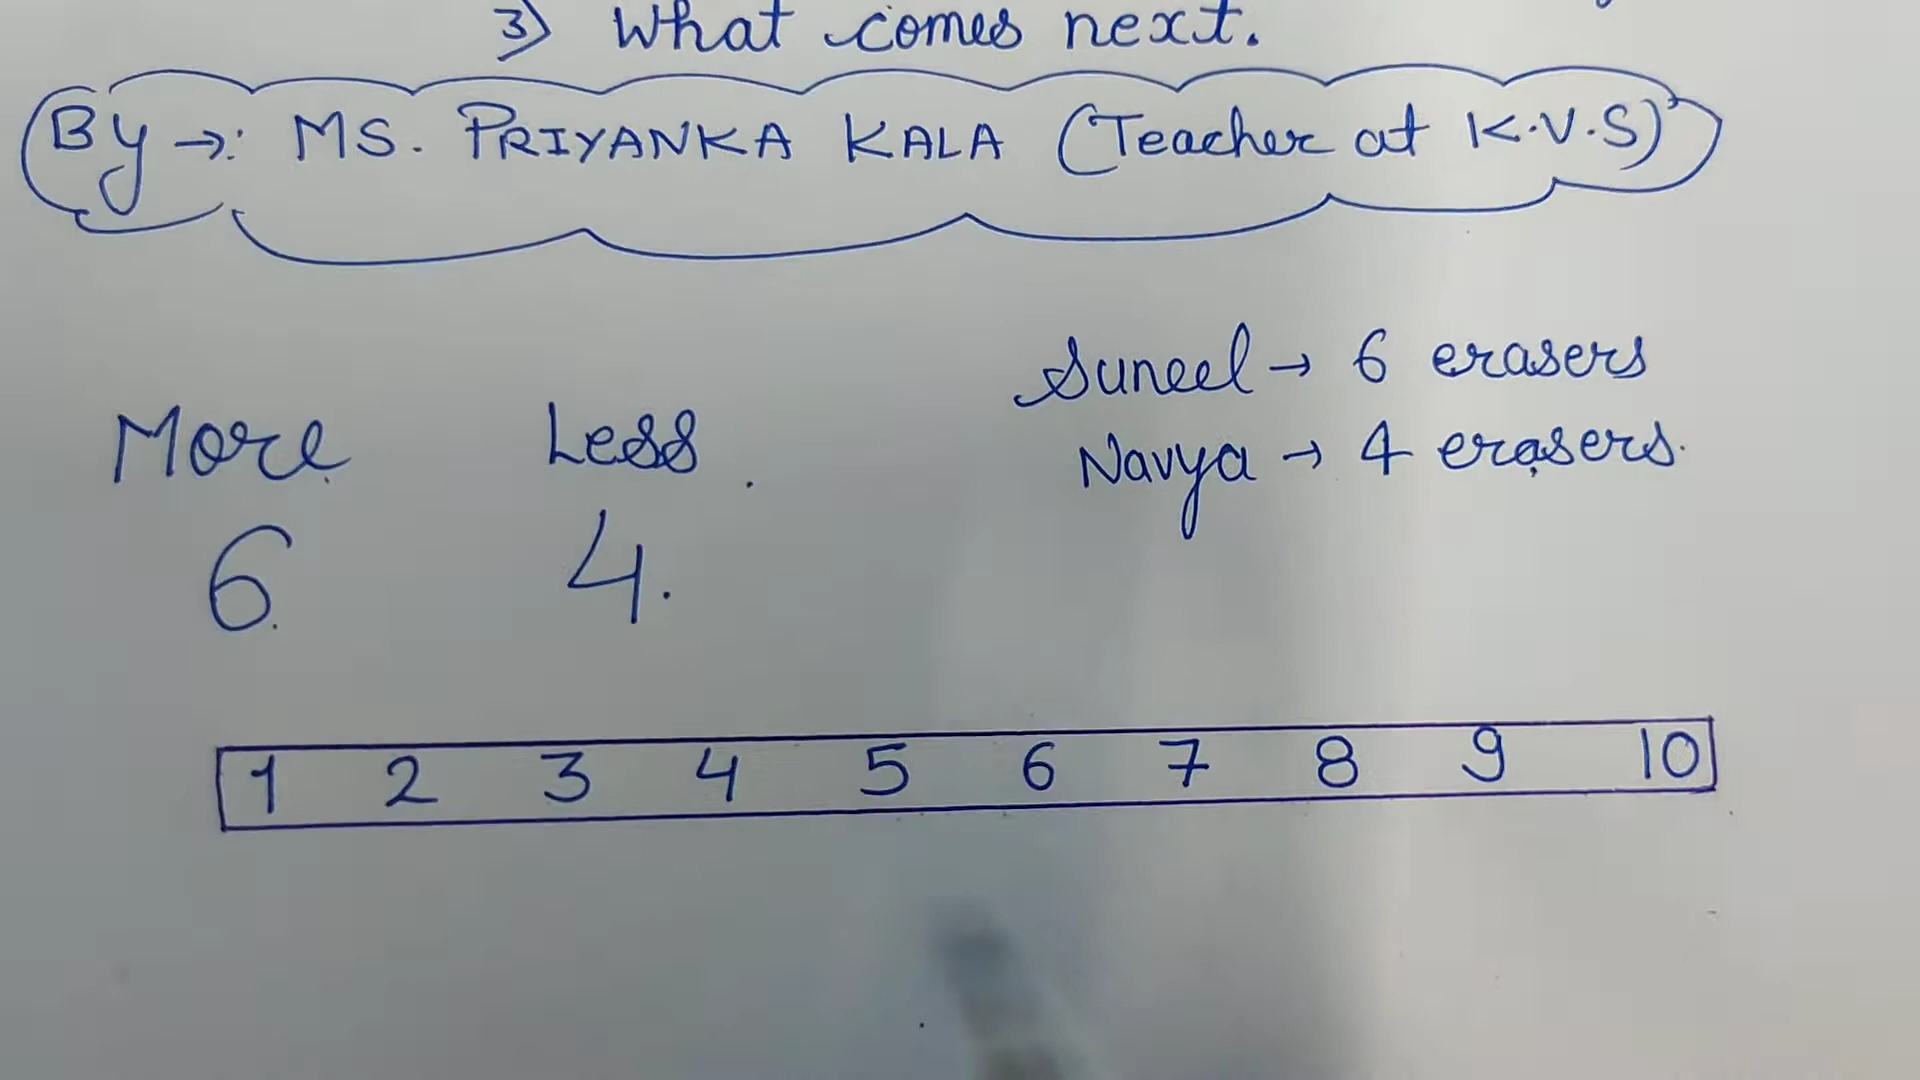 3) What comes next.
By →: MS. PRIYANKA KALA (Teacher at K.V.S)
Suneel → 6 erasers
Navya → 4 erasers.
More Less.
6 4.
1 2 3 4 5 6 7 8 9 10